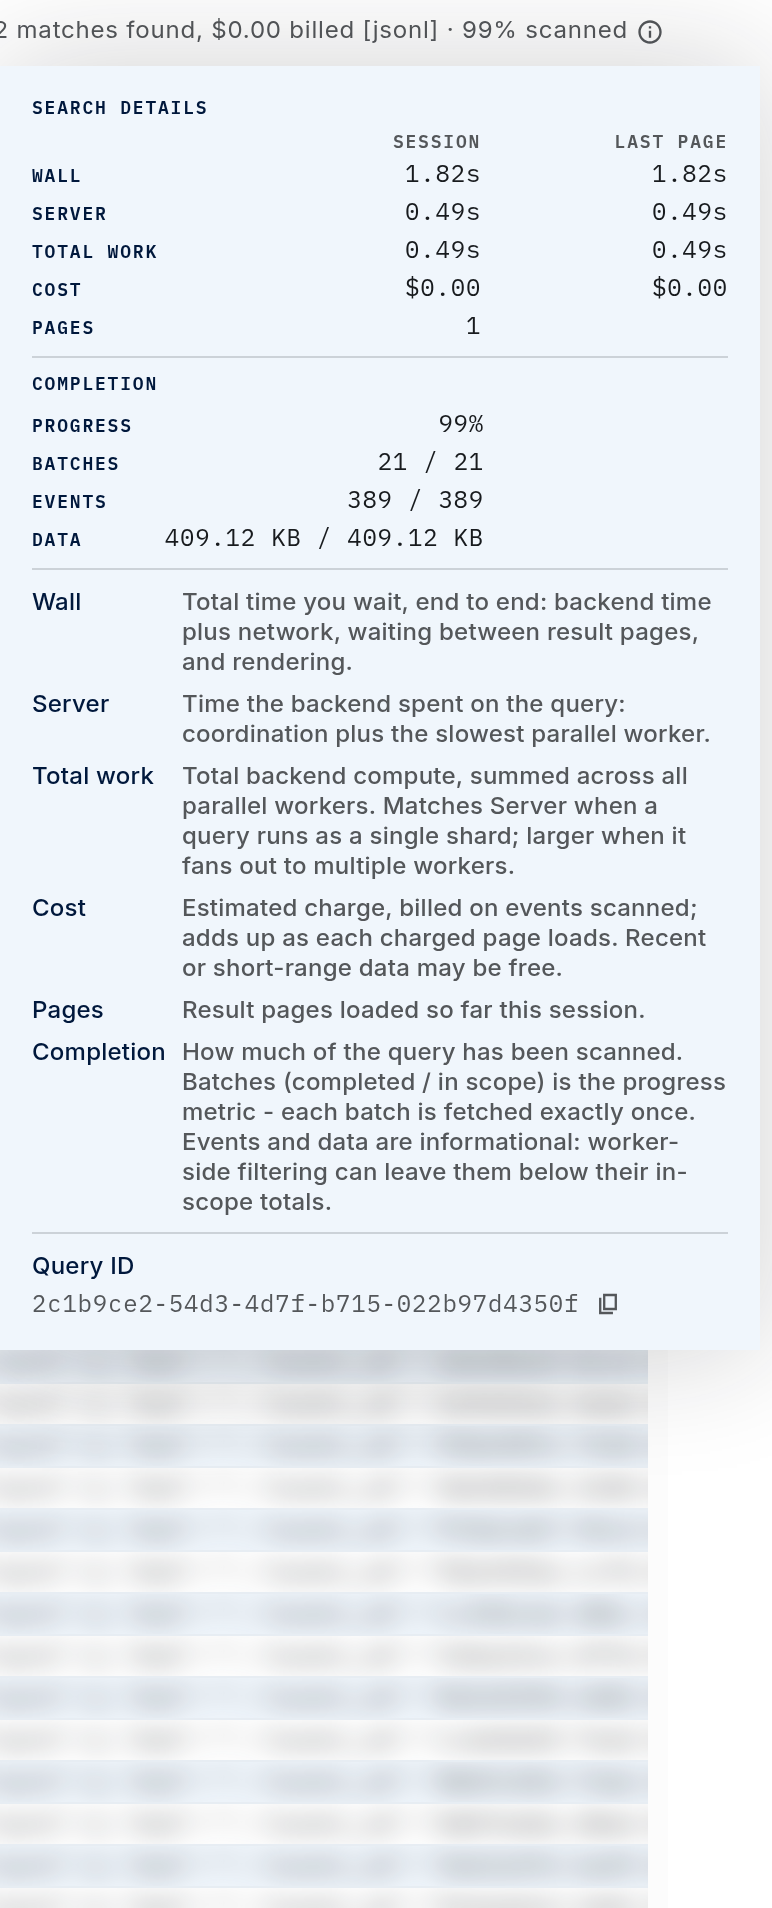 2 matches found, $0.00 billed [jsonl] · 99% scanned
SEARCH DETAILS
SESSION LAST PAGE
WALL 1.82s 1.82s
SERVER 0.49s 0.49s
TOTAL WORK 0.49s 0.49s
COST $0.00 $0.00
PAGES 1
COMPLETION
PROGRESS 99%
BATCHES 21 / 21
EVENTS 389 / 389
DATA 409.12 KB / 409.12 KB
Wall Total time you wait, end to end: backend time
plus network, waiting between result pages,
and rendering.
Server Time the backend spent on the query:
coordination plus the slowest parallel worker.
Total work Total backend compute, summed across all
parallel workers. Matches Server when a
query runs as a single shard; larger when it
fans out to multiple workers.
Cost Estimated charge, billed on events scanned;
adds up as each charged page loads. Recent
or short-range data may be free.
Pages Result pages loaded so far this session.
Completion How much of the query has been scanned.
Batches (completed / in scope) is the progress
metric - each batch is fetched exactly once.
Events and data are informational: worker-
side filtering can leave them below their in-
scope totals.
Query ID
2c1b9ce2-54d3-4d7f-b715-022b97d4350f